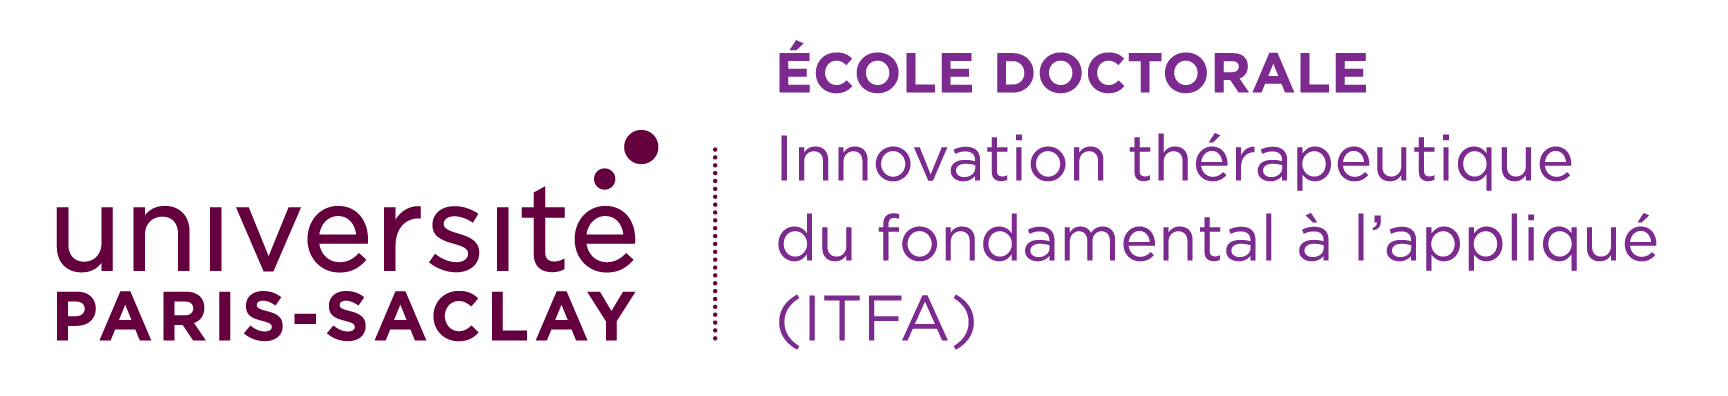 université
PARIS-SACLAY
ÉCOLE DOCTORALE
Innovation thérapeutique
du fondamental à l’appliqué
(ITFA)